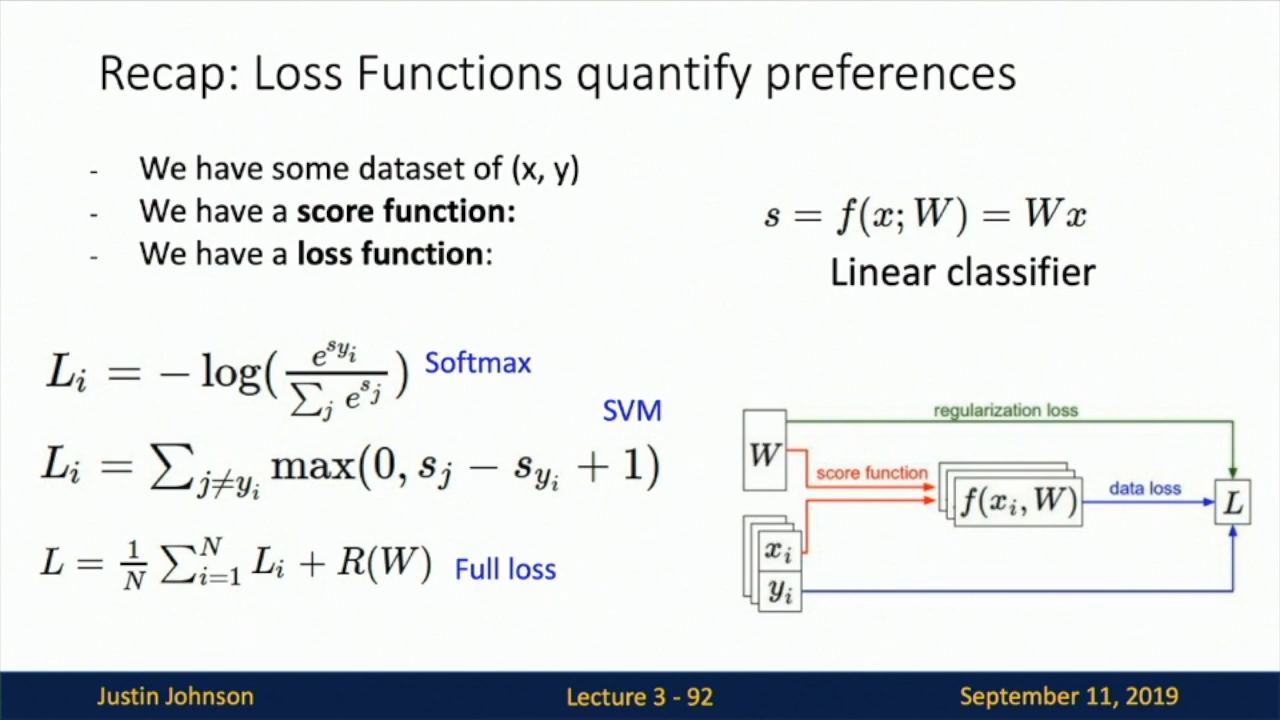 Recap: Loss Functions quantify preferences
- We have some dataset of (x, y)
- We have a score function:
- We have a loss function:
s = f(x; W) = Wx
Linear classifier
L_i = − log(e^{s_{y_i}} / ∑_j e^{s_j}) Softmax
SVM
L_i = ∑_{j≠y_i} max(0, s_j − s_{y_i} + 1)
L = 1/N ∑_{i=1}^N L_i + R(W) Full loss
regularization loss
W
score function
f(x_i, W)
data loss
L
x_i
y_i
Justin Johnson
Lecture 3 - 92
September 11, 2019